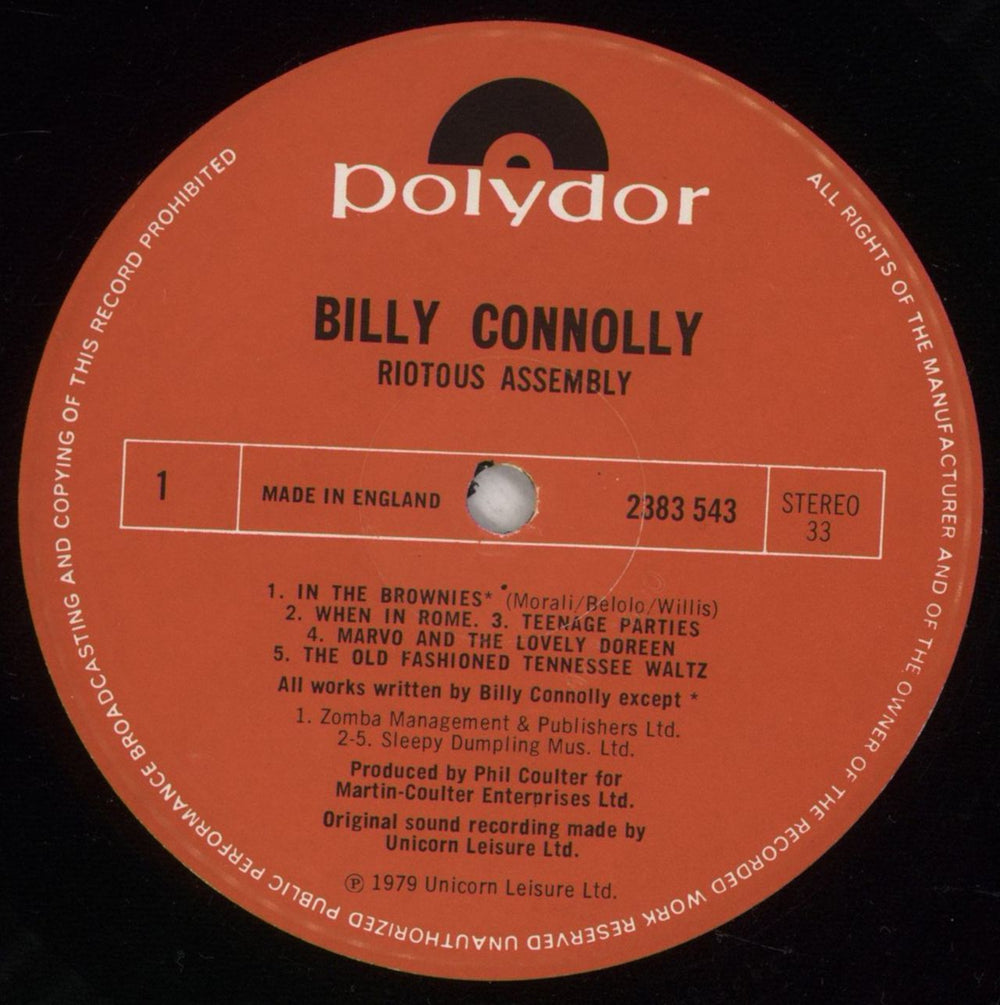 polydor
BILLY CONNOLLY
RIOTOUS ASSEMBLY
1
MADE IN ENGLAND
2383 543
STEREO
33
1. IN THE BROWNIES* (Morali/Belolo/Willis)
2. WHEN IN ROME. 3. TEENAGE PARTIES
4. MARVO AND THE LOVELY DOREEN
5. THE OLD FASHIONED TENNESSEE WALTZ
All works written by Billy Connolly except *
1. Zomba Management & Publishers Ltd.
2-5. Sleepy Dumpling Mus. Ltd.
Produced by Phil Coulter for
Martin-Coulter Enterprises Ltd.
Original sound recording made by
Unicorn Leisure Ltd.
℗ 1979 Unicorn Leisure Ltd.
ALL RIGHTS OF THE MANUFACTURER AND OF THE OWNER OF THE RECORDED WORK RESERVED UNAUTHORIZED PUBLIC PERFORMANCE BROADCASTING AND COPYING OF THIS RECORD PROHIBITED